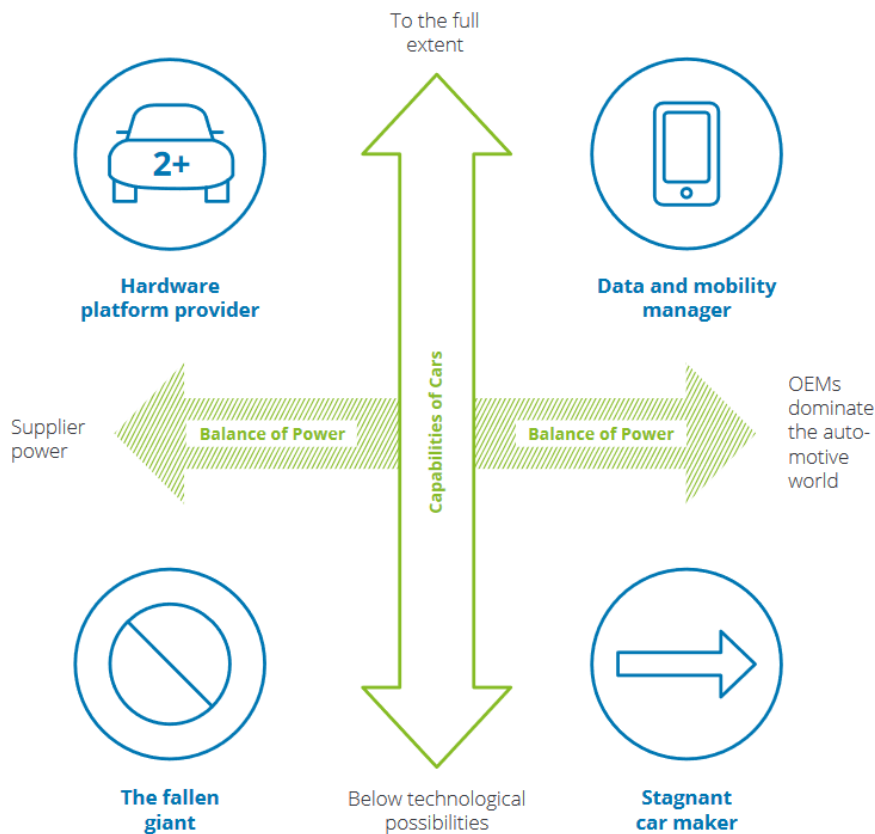 To the full
extent
2+
Hardware
platform provider
Data and mobility
manager
Capabilities of Cars
Supplier
power
Balance of Power
Balance of Power
OEMs
dominate
the auto-
motive
world
The fallen
giant
Below technological
possibilities
Stagnant
car maker